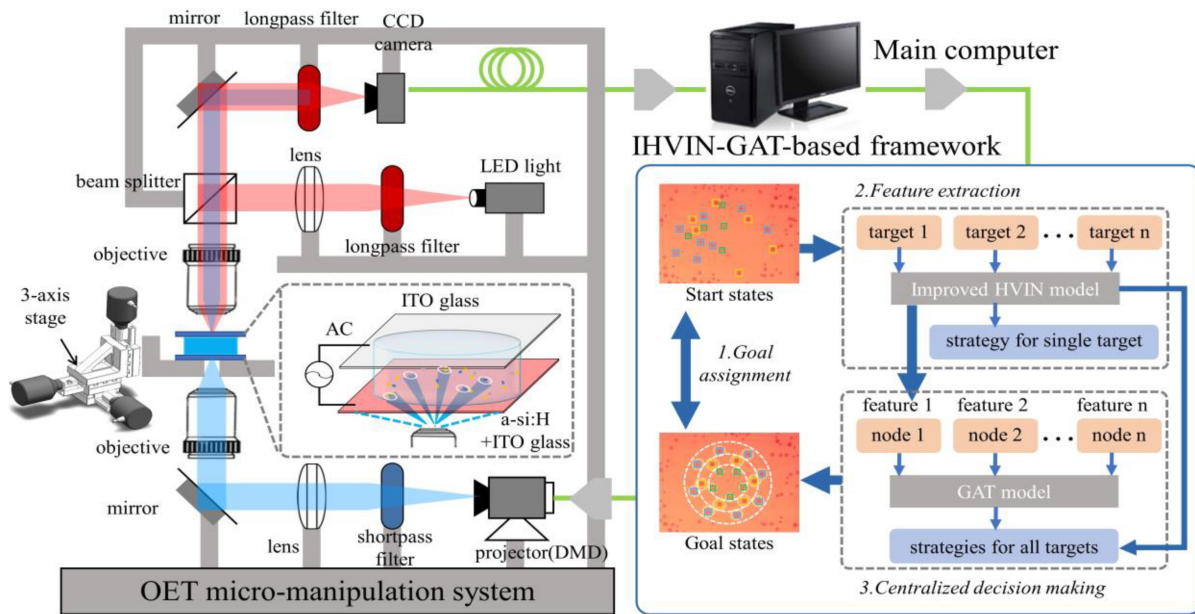 mirror
longpass filter
CCD
camera
Main computer
IHVIN-GAT-based framework
lens
LED light
beam splitter
longpass filter
objective
3-axis
stage
ITO glass
AC
a-si:H
+ITO glass
objective
mirror
lens
shortpass
filter
projector(DMD)
OET micro-manipulation system
Start states
1.Goal
assignment
Goal states
2.Feature extraction
target 1
target 2
...
target n
Improved HVIN model
strategy for single target
feature 1
feature 2
feature n
node 1
node 2
...
node n
GAT model
strategies for all targets
3.Centralized decision making